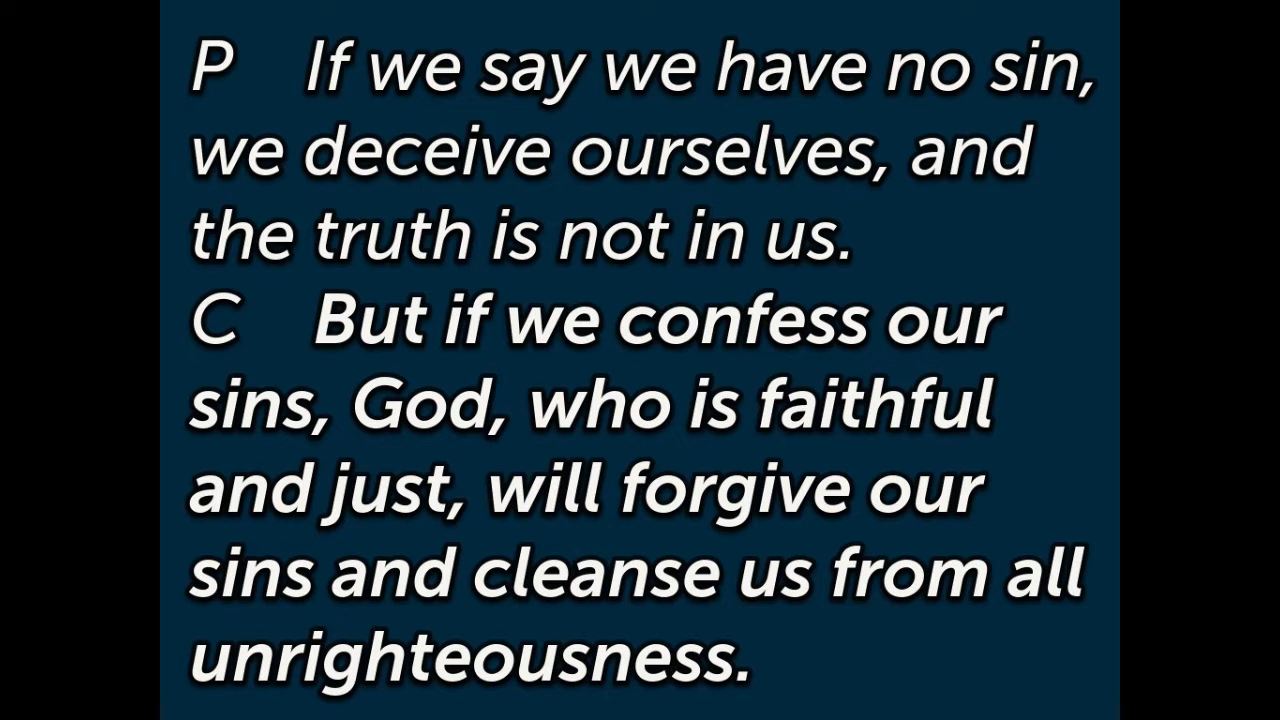 P If we say we have no sin,
we deceive ourselves, and
the truth is not in us.
C But if we confess our
sins, God, who is faithful
and just, will forgive our
sins and cleanse us from all
unrighteousness.